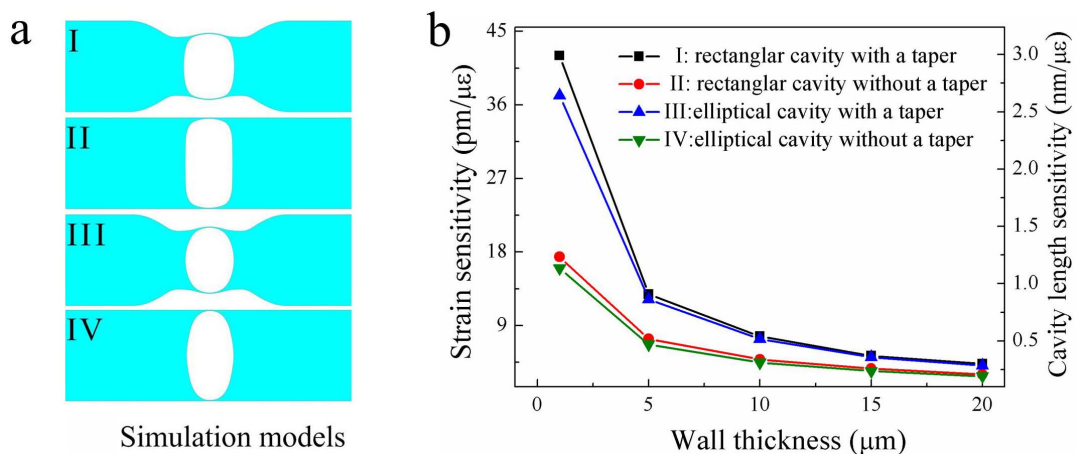 a
I
II
III
IV
Simulation models
b
Strain sensitivity (pm/με)
45
36
27
18
9
I: rectanglar cavity with a taper
II: rectanglar cavity without a taper
III:elliptical cavity with a taper
IV:elliptical cavity without a taper
3.0
2.5
2.0
1.5
1.0
0.5
Cavity length sensitivity (nm/με)
0
5
10
15
20
Wall thickness (μm)